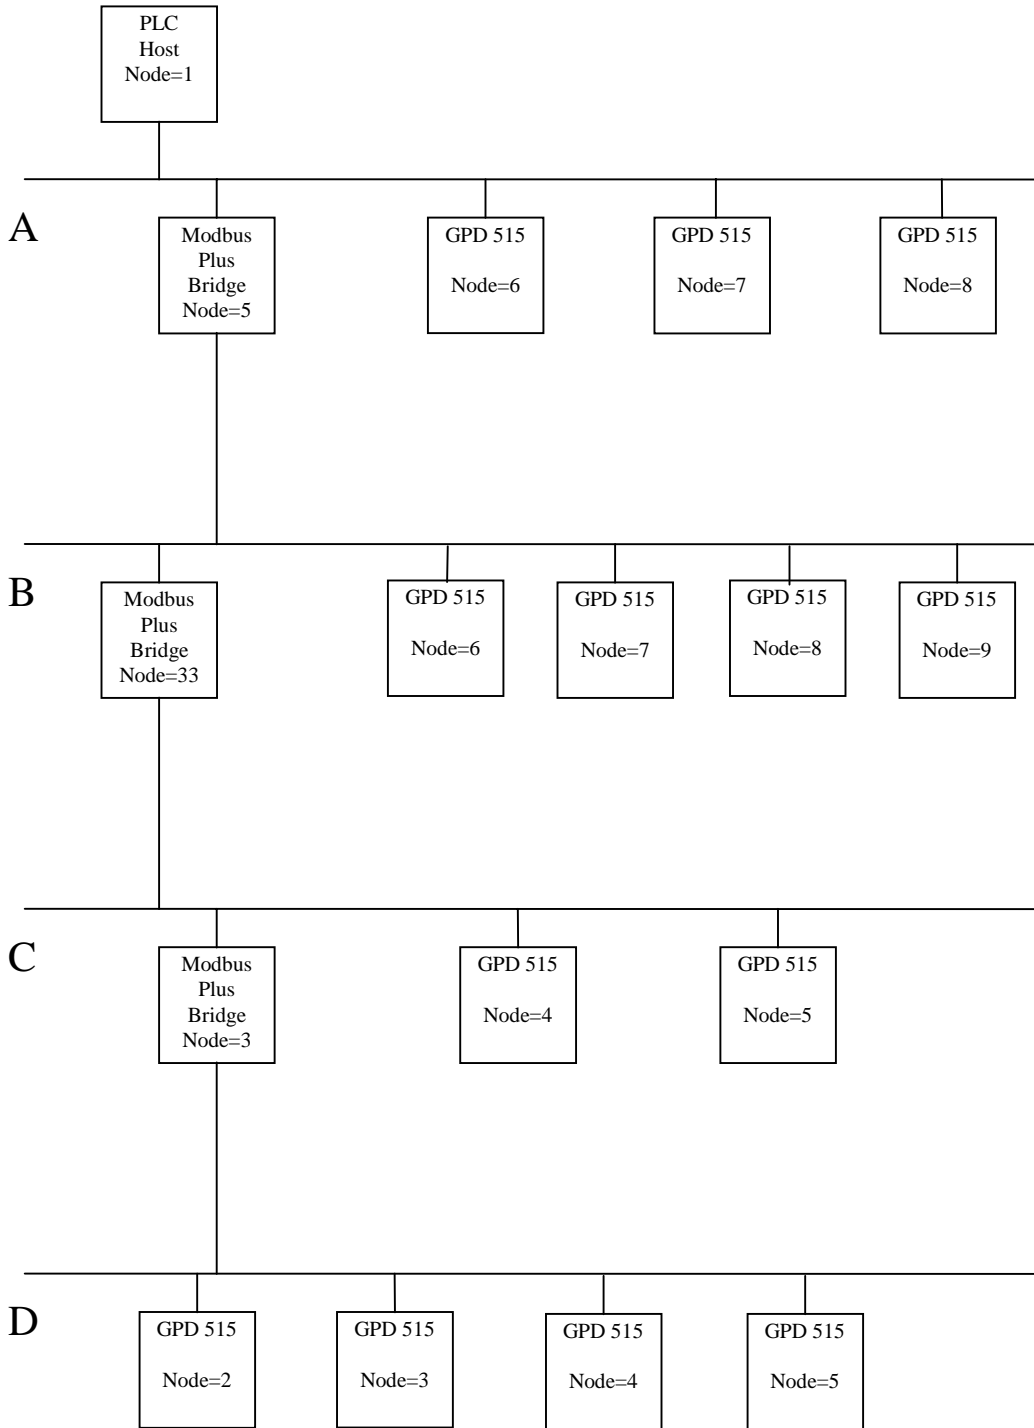 PLC
Host
Node=1
A
Modbus
Plus
Bridge
Node=5
GPD 515
Node=6
GPD 515
Node=7
GPD 515
Node=8
B
Modbus
Plus
Bridge
Node=33
GPD 515
Node=6
GPD 515
Node=7
GPD 515
Node=8
GPD 515
Node=9
C
Modbus
Plus
Bridge
Node=3
GPD 515
Node=4
GPD 515
Node=5
D
GPD 515
Node=2
GPD 515
Node=3
GPD 515
Node=4
GPD 515
Node=5